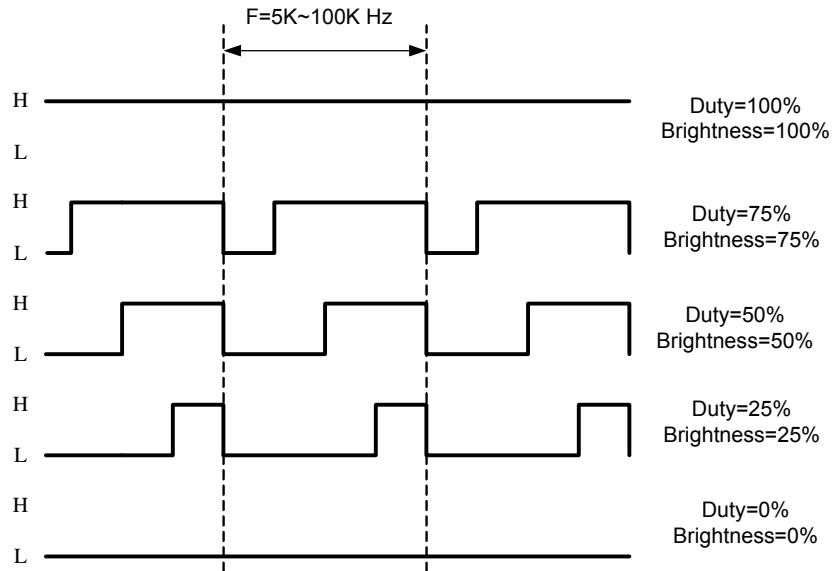 F=5K~100K Hz
H
L
Duty=100%
Brightness=100%
H
L
Duty=75%
Brightness=75%
H
L
Duty=50%
Brightness=50%
H
L
Duty=25%
Brightness=25%
H
L
Duty=0%
Brightness=0%